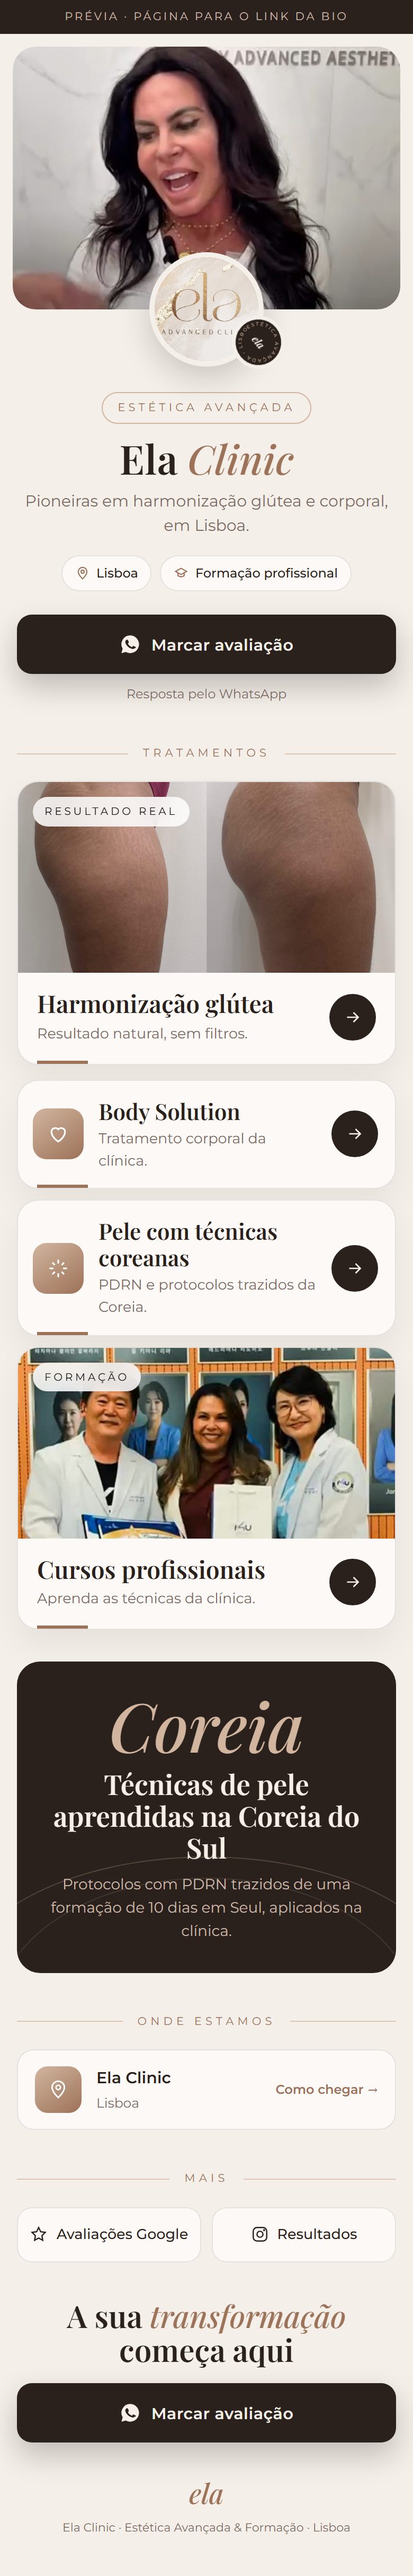 PRÉVIA · PÁGINA PARA O LINK DA BIO
ADVANCED AESTHET
ela
ADVANCED CLI
ESTÉTICA AVANÇADA
Ela Clinic
Pioneiras em harmonização glútea e corporal,
em Lisboa.
Lisboa
Formação profissional
Marcar avaliação
Resposta pelo WhatsApp
TRATAMENTOS
RESULTADO REAL
Harmonização glútea
Resultado natural, sem filtros.
Body Solution
Tratamento corporal da
clínica.
Pele com técnicas
coreanas
PDRN e protocolos trazidos da
Coreia.
FORMAÇÃO
Cursos profissionais
Aprenda as técnicas da clínica.
Coreia
Técnicas de pele
aprendidas na Coreia do
Sul
Protocolos com PDRN trazidos de uma
formação de 10 dias em Seul, aplicados na
clínica.
ONDE ESTAMOS
Ela Clinic
Lisboa
Como chegar →
MAIS
Avaliações Google
Resultados
A sua transformação
começa aqui
Marcar avaliação
ela
Ela Clinic · Estética Avançada & Formação · Lisboa